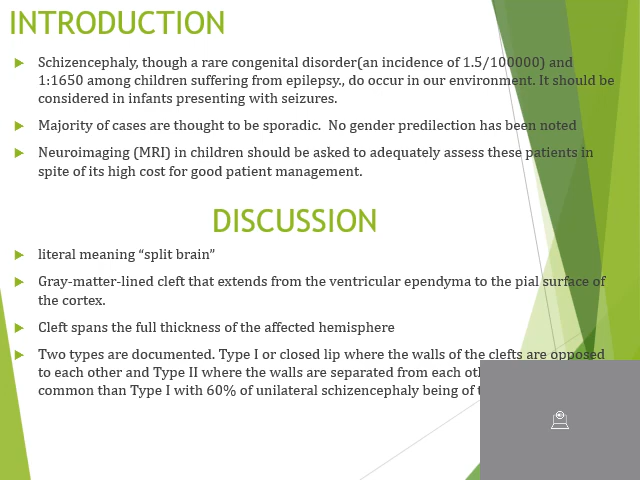 INTRODUCTION
Schizencephaly, though a rare congenital disorder(an incidence of 1.5/100000) and
1:1650 among children suffering from epilepsy., do occur in our environment. It should be
considered in infants presenting with seizures.
Majority of cases are thought to be sporadic. No gender predilection has been noted
Neuroimaging (MRI) in children should be asked to adequately assess these patients in
spite of its high cost for good patient management.
DISCUSSION
literal meaning “split brain”
Gray-matter-lined cleft that extends from the ventricular ependyma to the pial surface of
the cortex.
Cleft spans the full thickness of the affected hemisphere
Two types are documented. Type I or closed lip where the walls of the clefts are opposed
to each other and Type II where the walls are separated from each
common than Type I with 60% of unilateral schizencephaly being of